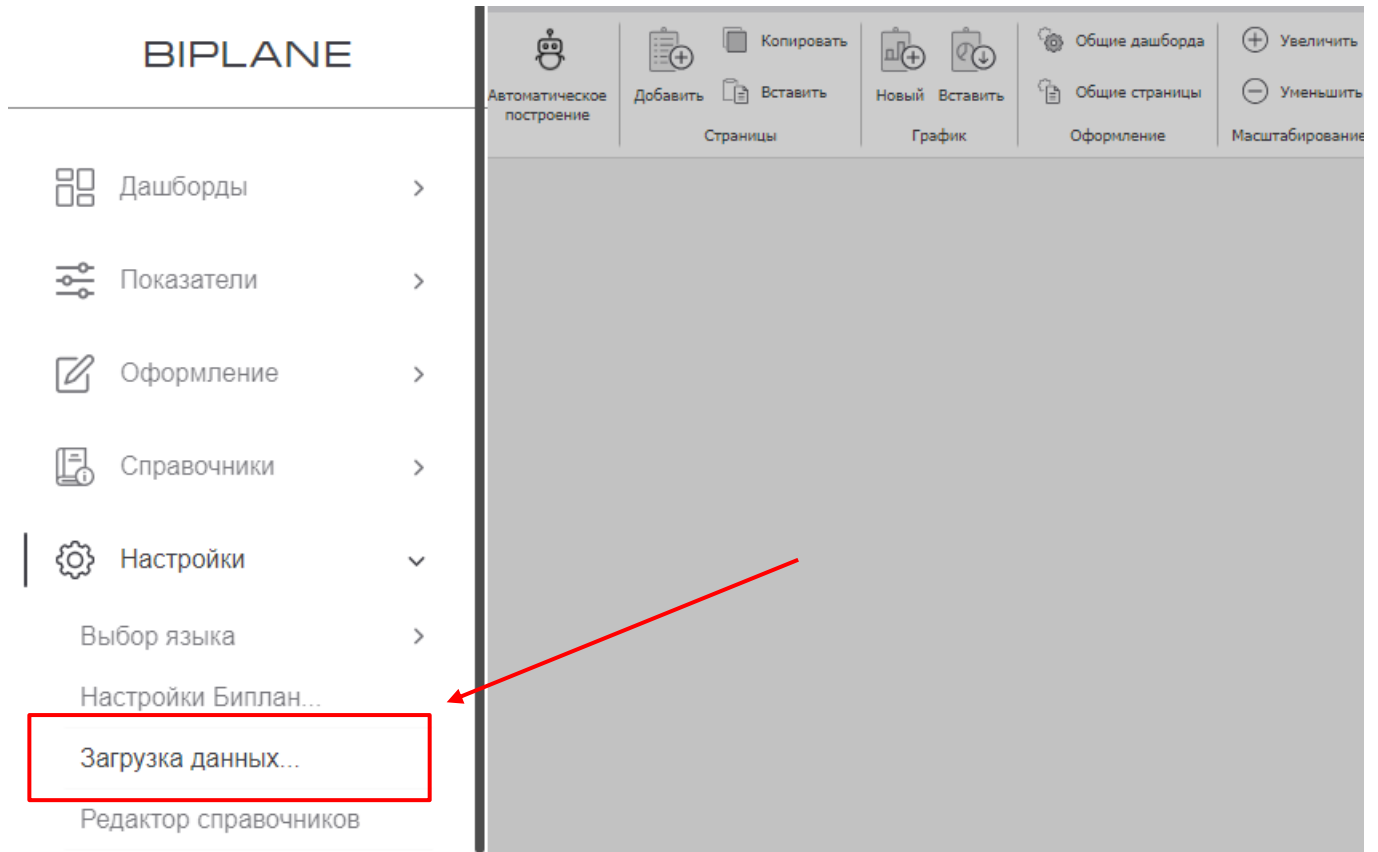 BIPLANE
Дашборды
Показатели
Оформление
Справочники
Настройки
Выбор языка
Настройки Биплан...
Загрузка данных...
Редактор справочников
Автоматическое
построение
Добавить
Копировать
Вставить
Страницы
Новый
Вставить
График
Общие дашборда
Общие страницы
Оформление
Увеличить
Уменьшить
Масштабирование